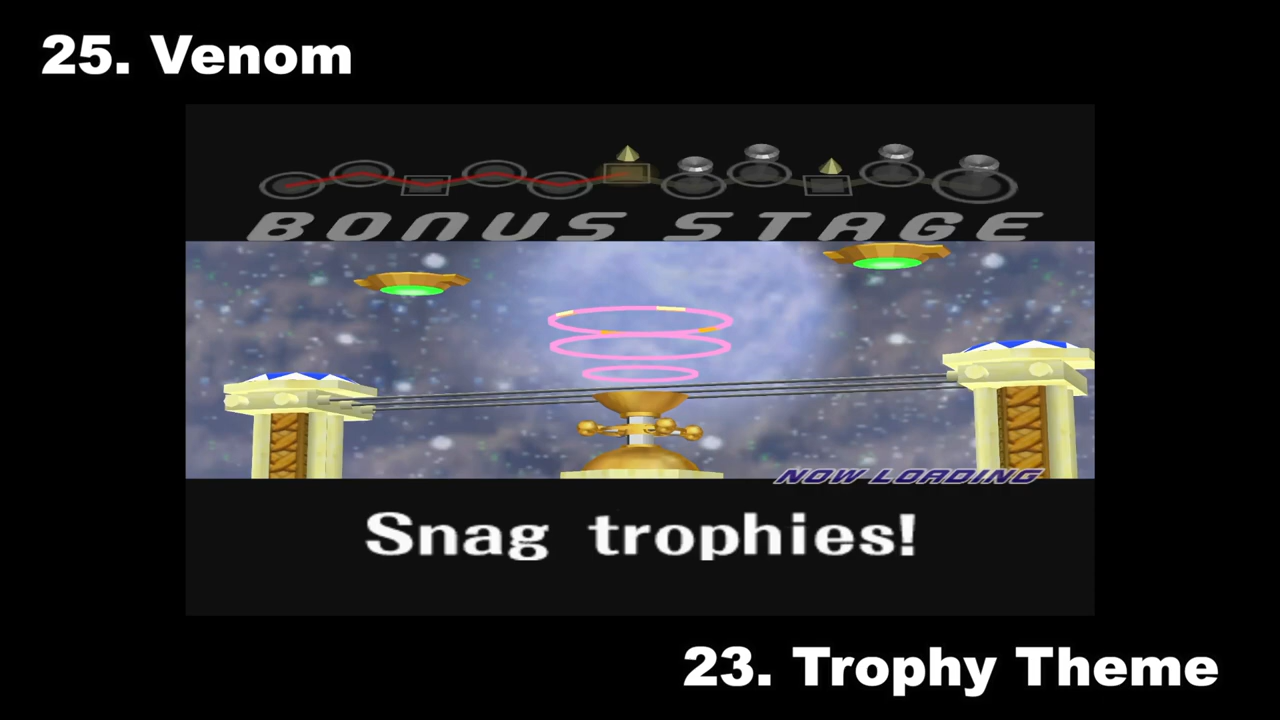 25. Venom
BONUS STAGE
NOW LOADING
Snag trophies!
23. Trophy Theme